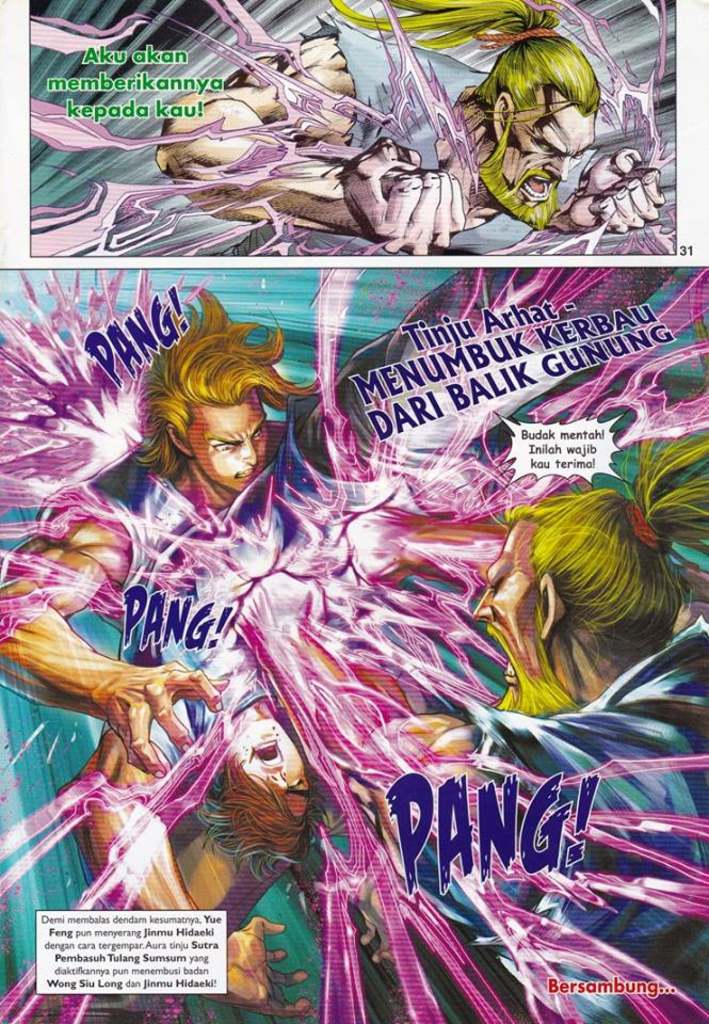 Aku akan
memberikannya
kepada kau!
31
PANG!
Tinju Arhat -
MENUMBUK KERBAU
DARI BALIK GUNUNG
Budak mentah!
Inilah wajib
kau terima!
PANG!
PANG!
Demi membalas dendam kesumatnya, Yue
Feng pun menyerang Jinmu Hidaeki
dengan cara tergempar. Aura tinju Sutra
Pembasuh Tulang Sumsum yang
diaktifkannya pun menembusi badan
Wong Siu Long dan Jinmu Hidaeki!
Bersambung...